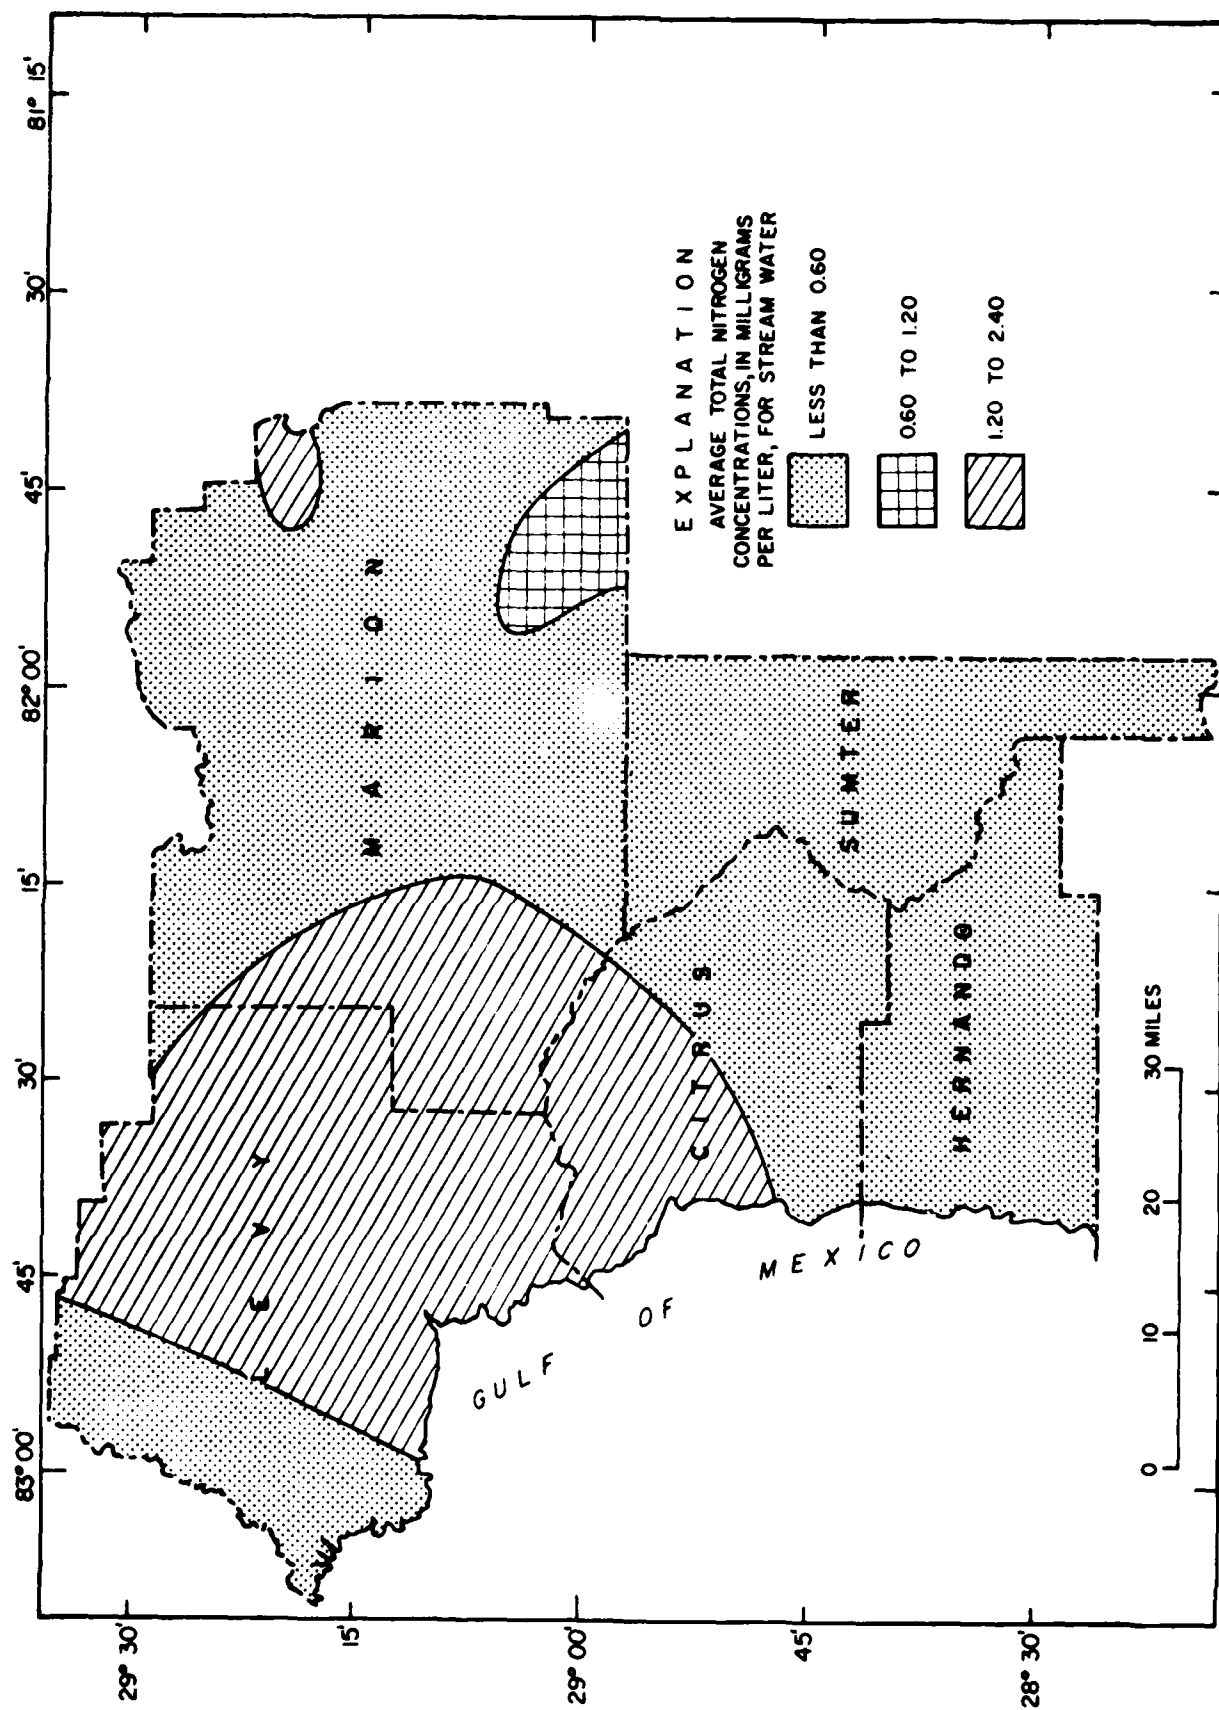 83° 00'
45'
30'
15'
82° 00'
45'
30'
81° 15'
29° 30'
15'
29° 00'
45'
28° 30'
LEVY
MARION
CITRUS
SUMTER
HERNANDO
GULF OF MEXICO
EXPLANATION
AVERAGE TOTAL NITROGEN
CONCENTRATIONS, IN MILLIGRAMS
PER LITER, FOR STREAM WATER
LESS THAN 0.60
0.60 TO 1.20
1.20 TO 2.40
0 10 20 30 MILES